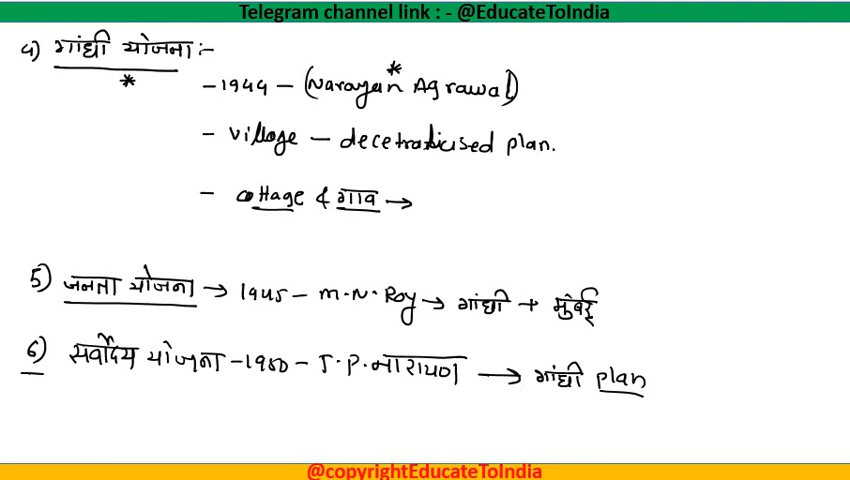 Telegram channel link : - @EducateToIndia
4) गांधी योजना :-
- 1944 - (Narayan Agrawal)
- Village - decetralicised plan.
- cottage & गाव →
5) जनता योजना → 1945 - M.N. Roy → गांधी + मुंबई
6) सर्वोदय योजना - 1950 - J.P. नारायण → गांधी plan
@copyrightEducateToIndia